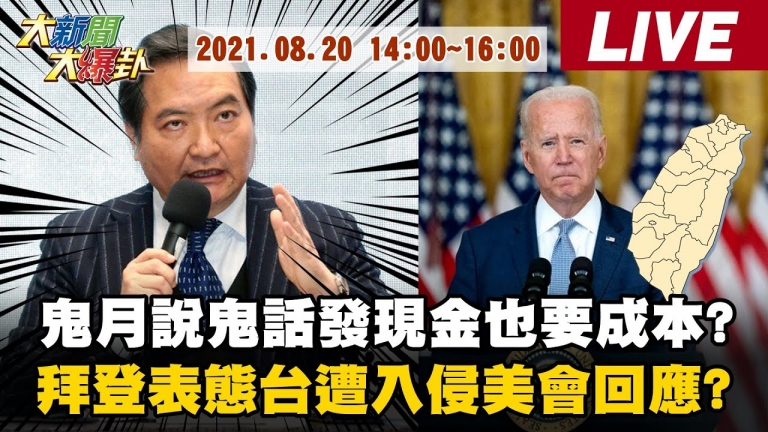 大新聞
大爆卦
2021.08.20 14:00~16:00
LIVE
鬼月說鬼話發現金也要成本?
拜登表態台遭入侵美會回應?